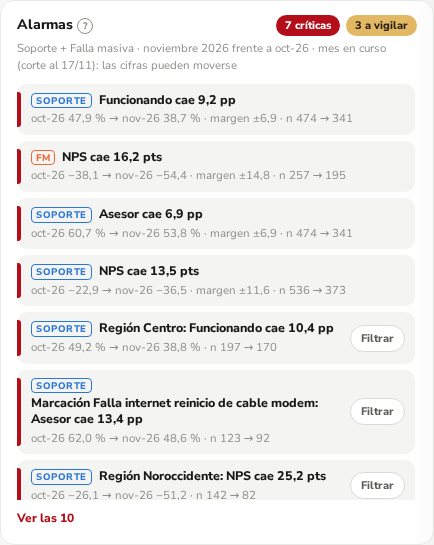 Alarmas ? 7 críticas 3 a vigilar
Soporte + Falla masiva · noviembre 2026 frente a oct-26 · mes en curso
(corte al 17/11): las cifras pueden moverse
SOPORTE Funcionando cae 9,2 pp
oct-26 47,9 % → nov-26 38,7 % · margen ±6,9 · n 474 → 341
FM NPS cae 16,2 pts
oct-26 −38,1 → nov-26 −54,4 · margen ±14,8 · n 257 → 195
SOPORTE Asesor cae 6,9 pp
oct-26 60,7 % → nov-26 53,8 % · margen ±6,9 · n 474 → 341
SOPORTE NPS cae 13,5 pts
oct-26 −22,9 → nov-26 −36,5 · margen ±11,6 · n 536 → 373
SOPORTE Región Centro: Funcionando cae 10,4 pp
oct-26 49,2 % → nov-26 38,8 % · n 197 → 170
Filtrar
SOPORTE
Marcación Falla internet reinicio de cable modem:
Asesor cae 13,4 pp
oct-26 62,0 % → nov-26 48,6 % · n 123 → 92
Filtrar
SOPORTE Región Noroccidente: NPS cae 25,2 pts
oct-26 −26,1 → nov-26 −51,2 · n 142 → 82
Filtrar
Ver las 10